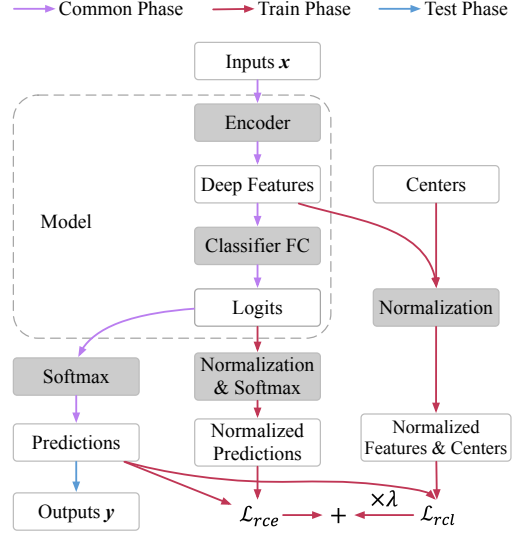 Common Phase
Train Phase
Test Phase
Inputs x
Encoder
Deep Features
Centers
Model
Classifier FC
Logits
Normalization
Softmax
Normalization
& Softmax
Predictions
Normalized
Predictions
Normalized
Features & Centers
Outputs y
ℒrce
+
×λ
ℒrcl